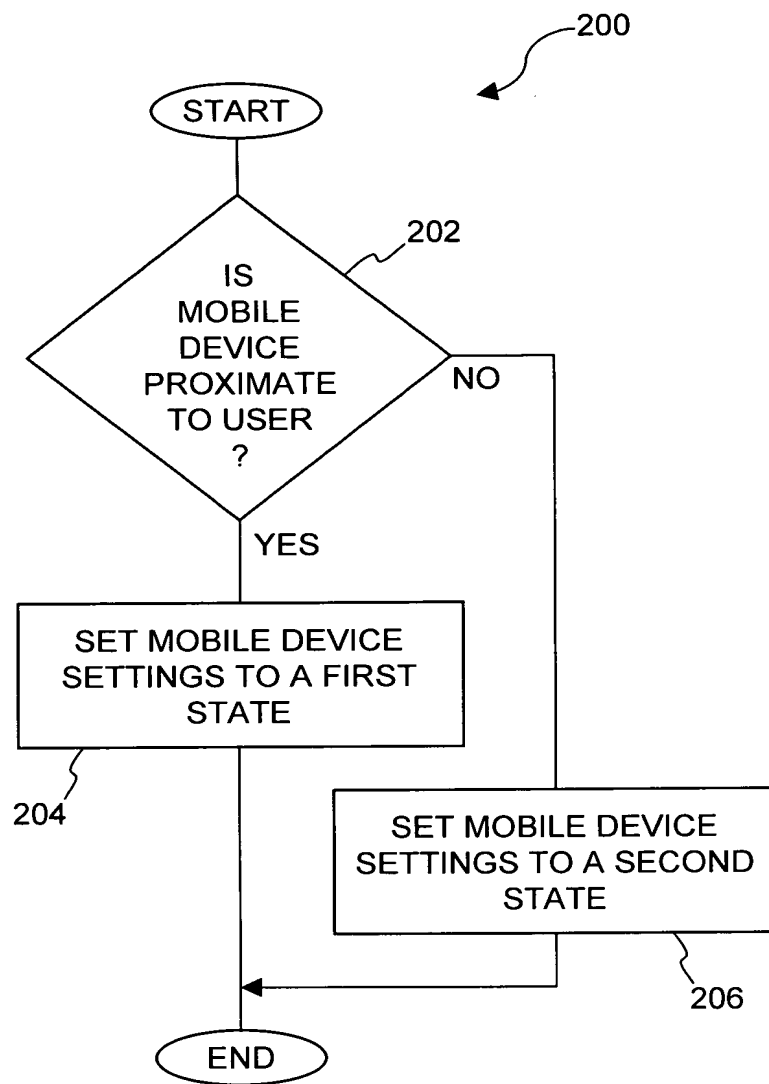 200
START
202
IS
MOBILE
DEVICE
PROXIMATE
TO USER
?
NO
YES
SET MOBILE DEVICE
SETTINGS TO A FIRST
STATE
204
SET MOBILE DEVICE
SETTINGS TO A SECOND
STATE
206
END